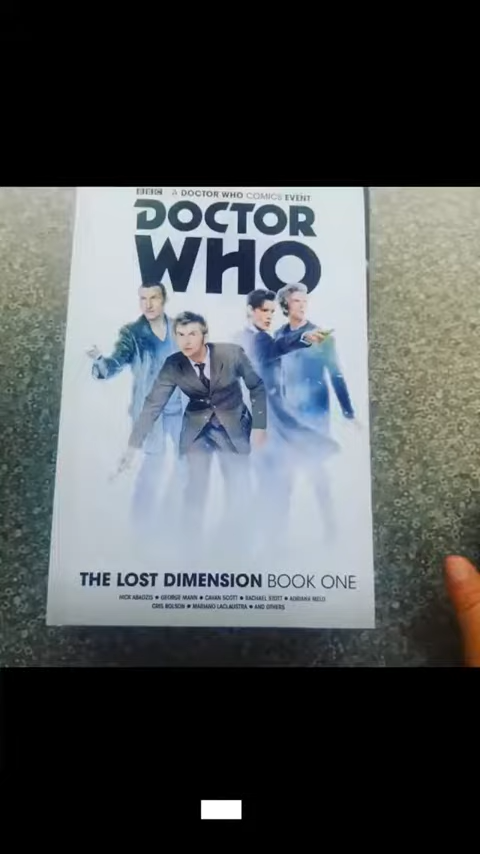 BBC A DOCTOR WHO COMICS EVENT
DOCTOR
WHO
THE LOST DIMENSION BOOK ONE
NICK ABADZIS • GEORGE MANN • CAVAN SCOTT • RACHAEL STOTT • ADRIANA MELO
CRIS BOLSON • MARIANO LACLAUSTRA • AND OTHERS